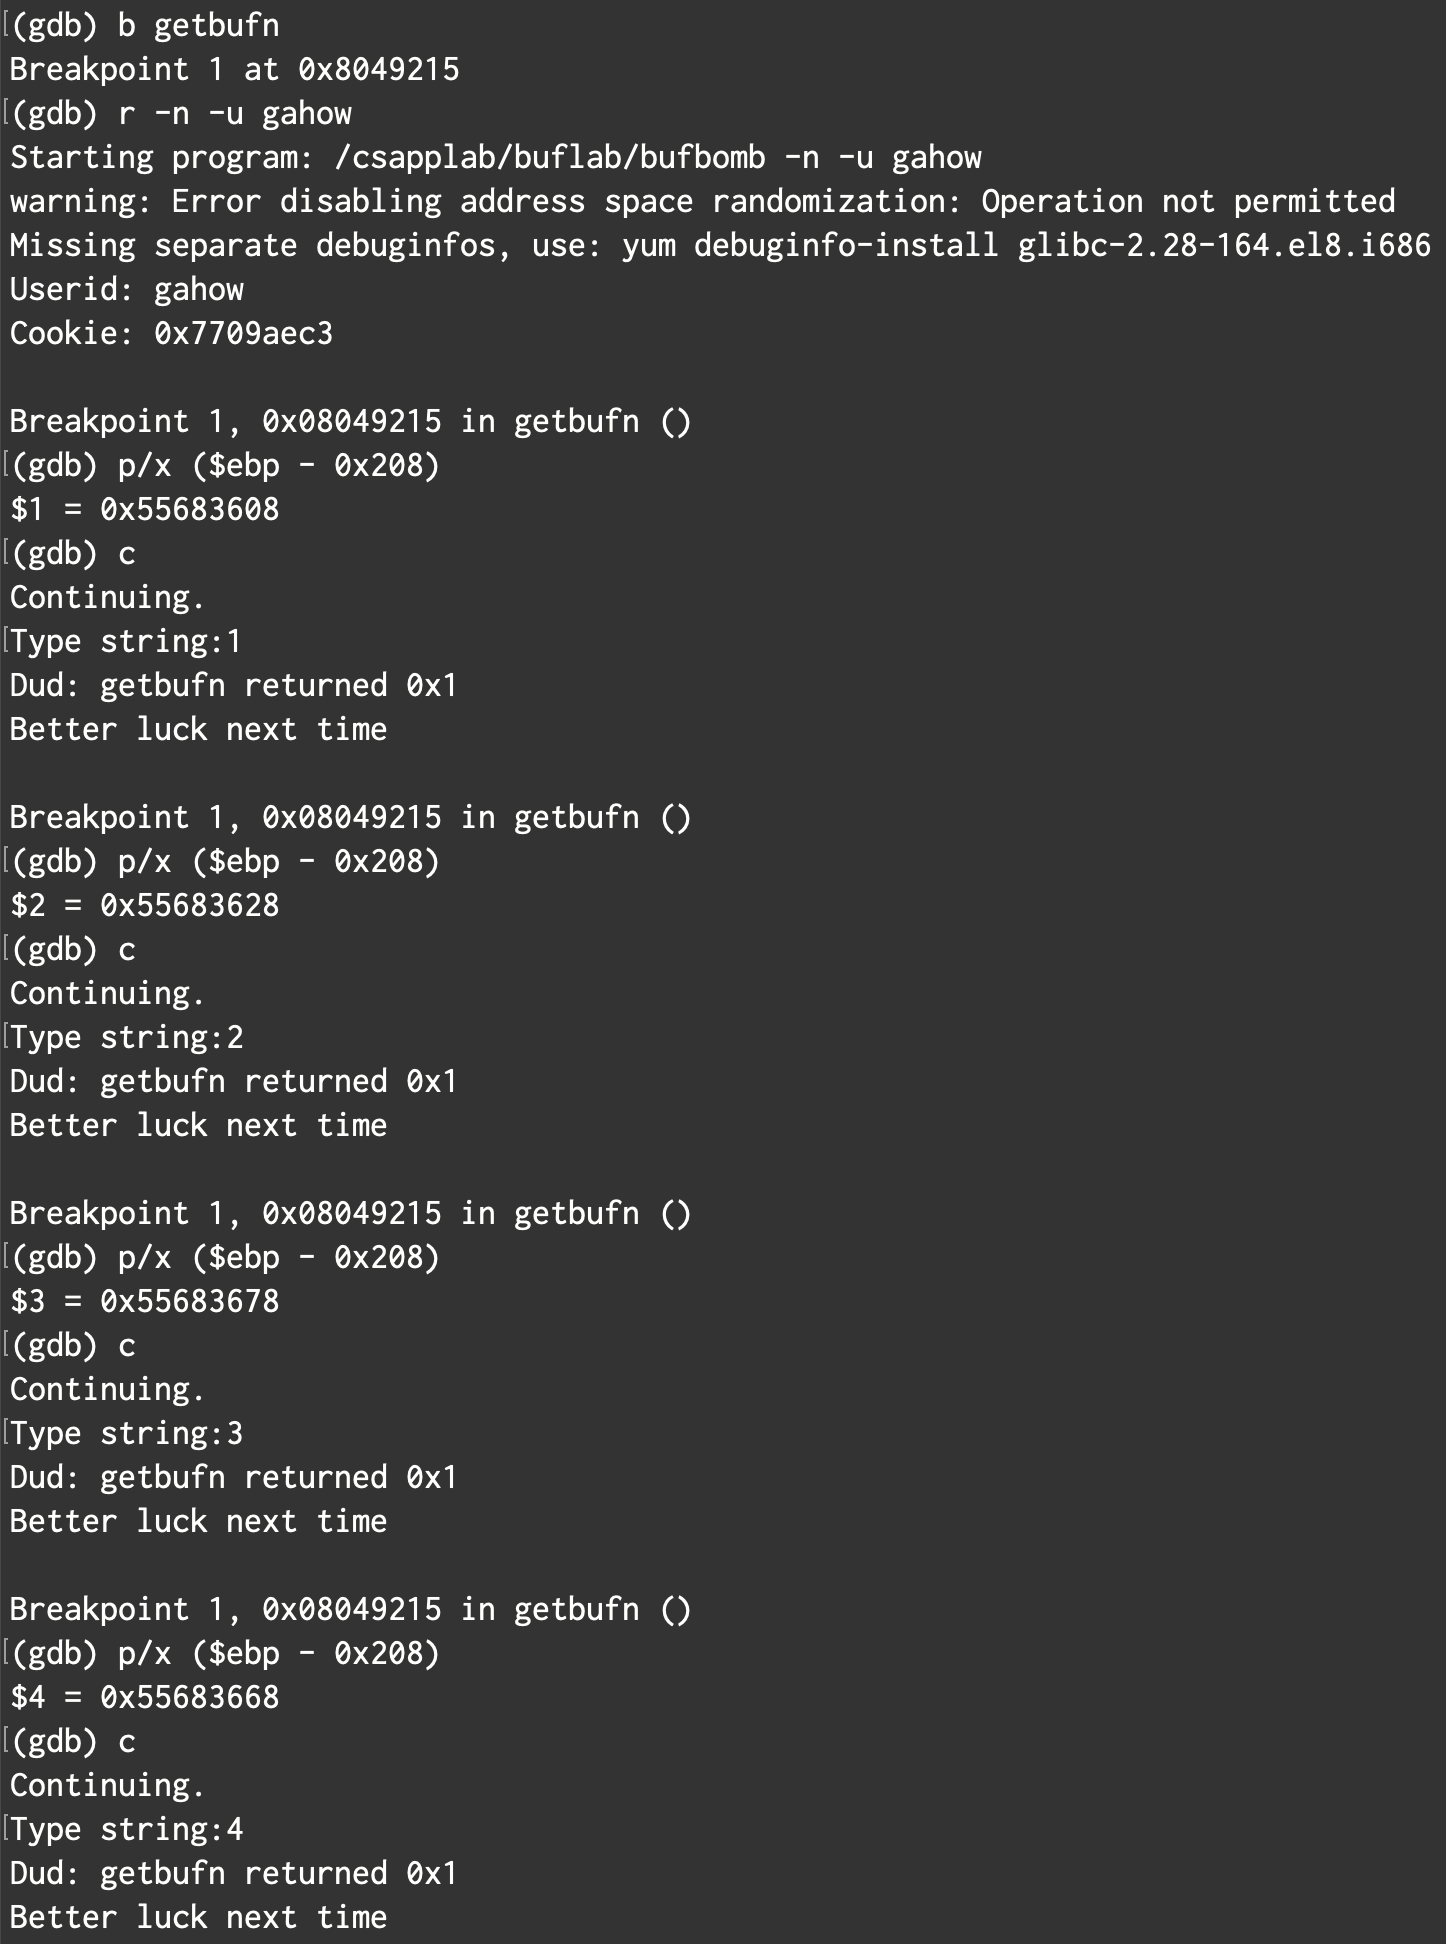 [(gdb) b getbufn
Breakpoint 1 at 0x8049215
[(gdb) r -n -u gahow
Starting program: /csapplab/buflab/bufbomb -n -u gahow
warning: Error disabling address space randomization: Operation not permitted
Missing separate debuginfos, use: yum debuginfo-install glibc-2.28-164.el8.i686
Userid: gahow
Cookie: 0x7709aec3
Breakpoint 1, 0x08049215 in getbufn ()
[(gdb) p/x ($ebp - 0x208)
$1 = 0x55683608
[(gdb) c
Continuing.
[Type string:1
Dud: getbufn returned 0x1
Better luck next time
Breakpoint 1, 0x08049215 in getbufn ()
[(gdb) p/x ($ebp - 0x208)
$2 = 0x55683628
[(gdb) c
Continuing.
[Type string:2
Dud: getbufn returned 0x1
Better luck next time
Breakpoint 1, 0x08049215 in getbufn ()
[(gdb) p/x ($ebp - 0x208)
$3 = 0x55683678
[(gdb) c
Continuing.
[Type string:3
Dud: getbufn returned 0x1
Better luck next time
Breakpoint 1, 0x08049215 in getbufn ()
[(gdb) p/x ($ebp - 0x208)
$4 = 0x55683668
[(gdb) c
Continuing.
[Type string:4
Dud: getbufn returned 0x1
Better luck next time